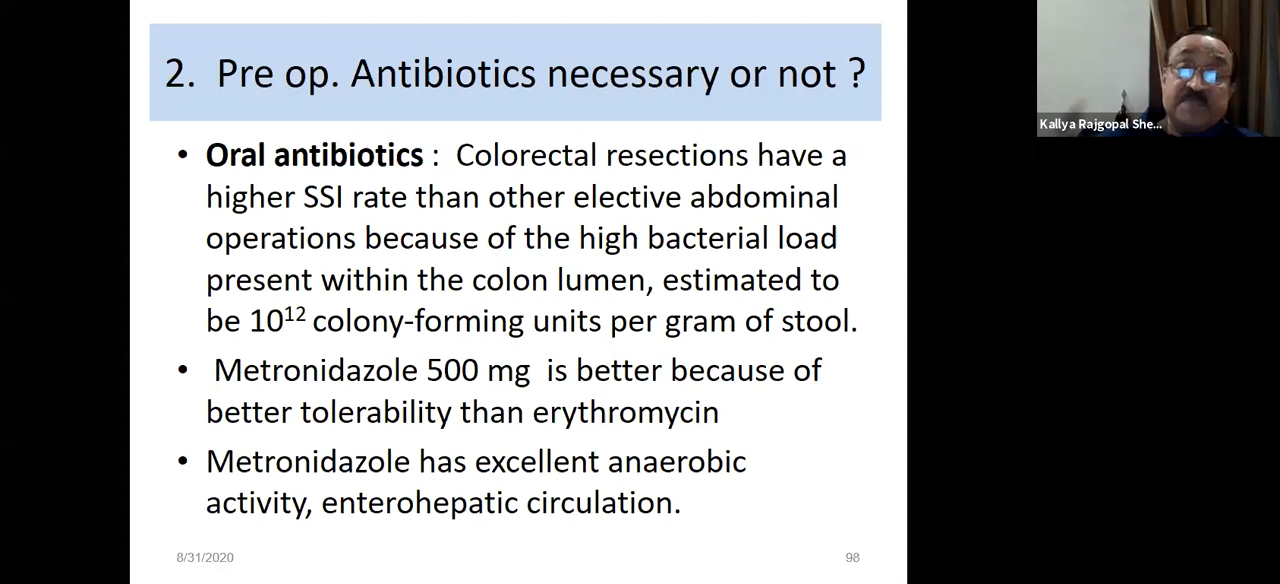 2.  Pre op. Antibiotics necessary or not ?
Kallya Rajgopal She...
• Oral antibiotics :  Colorectal resections have a
higher SSI rate than other elective abdominal
operations because of the high bacterial load
present within the colon lumen, estimated to
be 10¹² colony-forming units per gram of stool.
•  Metronidazole 500 mg  is better because of
better tolerability than erythromycin
• Metronidazole has excellent anaerobic
activity, enterohepatic circulation.
8/31/2020
98